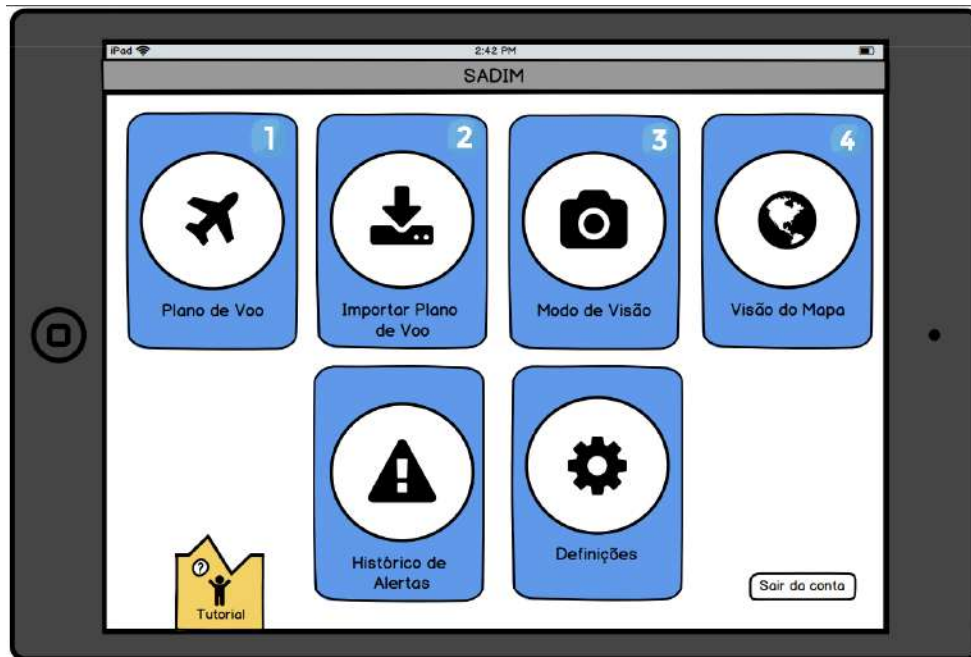 iPad 2:42 PM
SADIM
1 2 3 4
Plano de Voo
Importar Plano
de Voo
Modo de Visão
Visão do Mapa
Histórico de
Alertas
Definições
?
Tutorial
Sair da conta